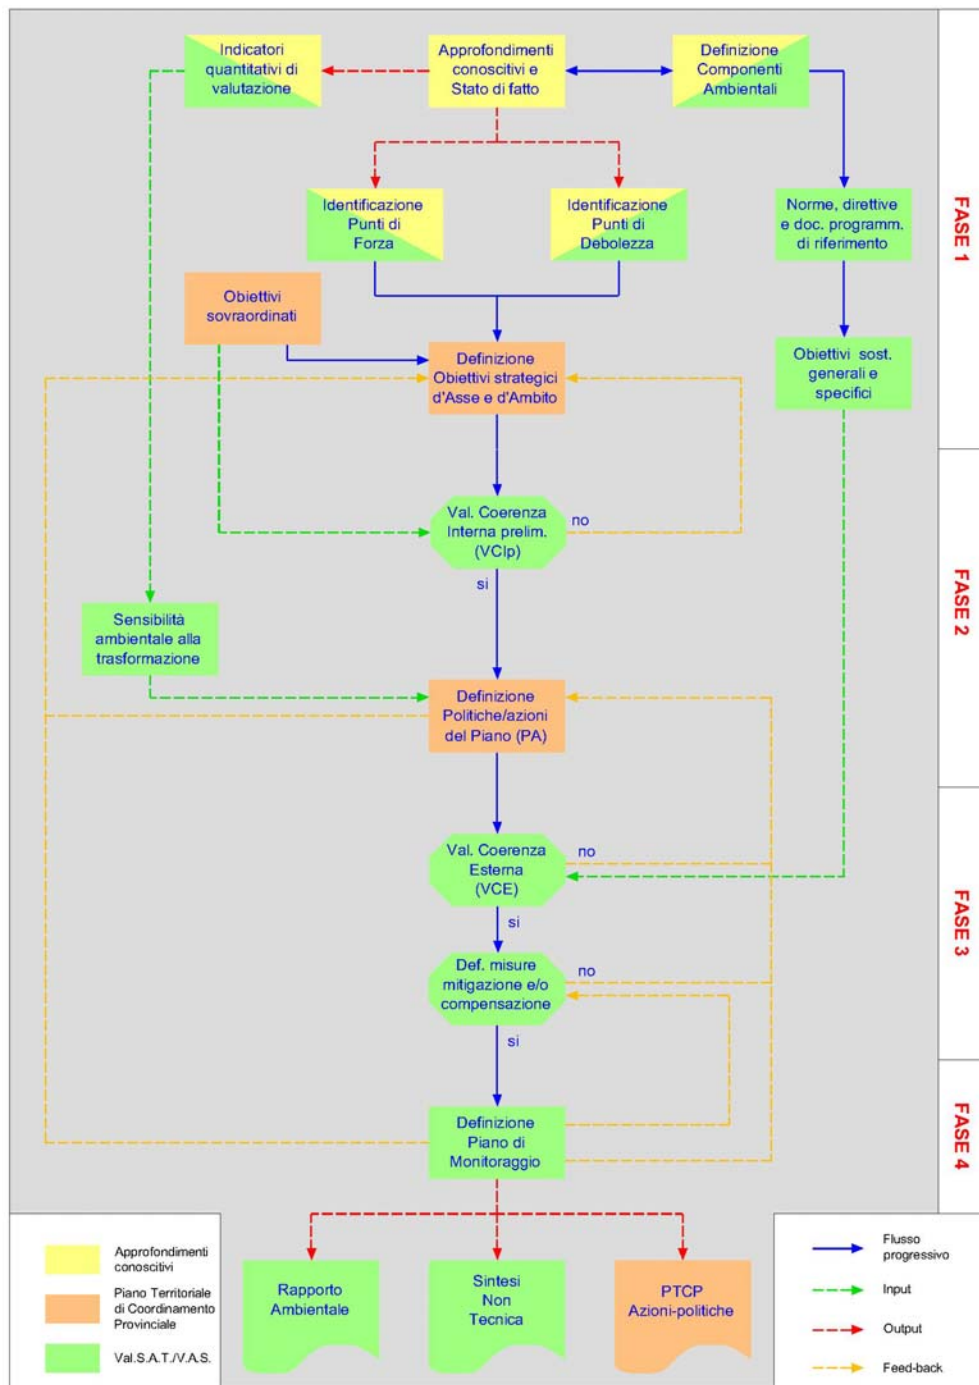 Indicatori
quantitativi di
valutazione
Approfondimenti
conoscitivi e
Stato di fatto
Definizione
Componenti
Ambientali
Identificazione
Punti di
Forza
Identificazione
Punti di
Debolezza
Norme, direttive
e doc. programm.
di riferimento
FASE 1
Obiettivi
sovraordinati
Definizione
Obiettivi strategici
d'Asse e d'Ambito
Obiettivi sost.
generali e
specifici
Val. Coerenza
Interna prelim.
(VCIp)
no
si
FASE 2
Sensibilità
ambientale alla
trasformazione
Definizione
Politiche/azioni
del Piano (PA)
Val. Coerenza
Esterna
(VCE)
no
si
FASE 3
Def. misure
mitigazione e/o
compensazione
no
si
Definizione
Piano di
Monitoraggio
FASE 4
Rapporto
Ambientale
Sintesi
Non
Tecnica
PTCP
Azioni-politiche
Approfondimenti
conoscitivi
Piano Territoriale
di Coordinamento
Provinciale
Val.S.A.T./V.A.S.
Flusso
progressivo
Input
Output
Feed-back